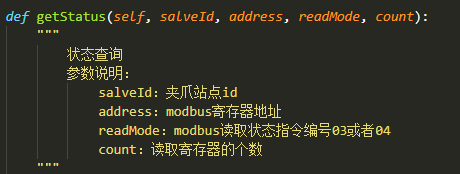 def getStatus(self, salveId, address, readMode, count):
"""
状态查询
参数说明：
salveId：夹爪站点id
address：modbus寄存器地址
readMode：modbus读取状态指令编号03或者04
count：读取寄存器的个数
"""